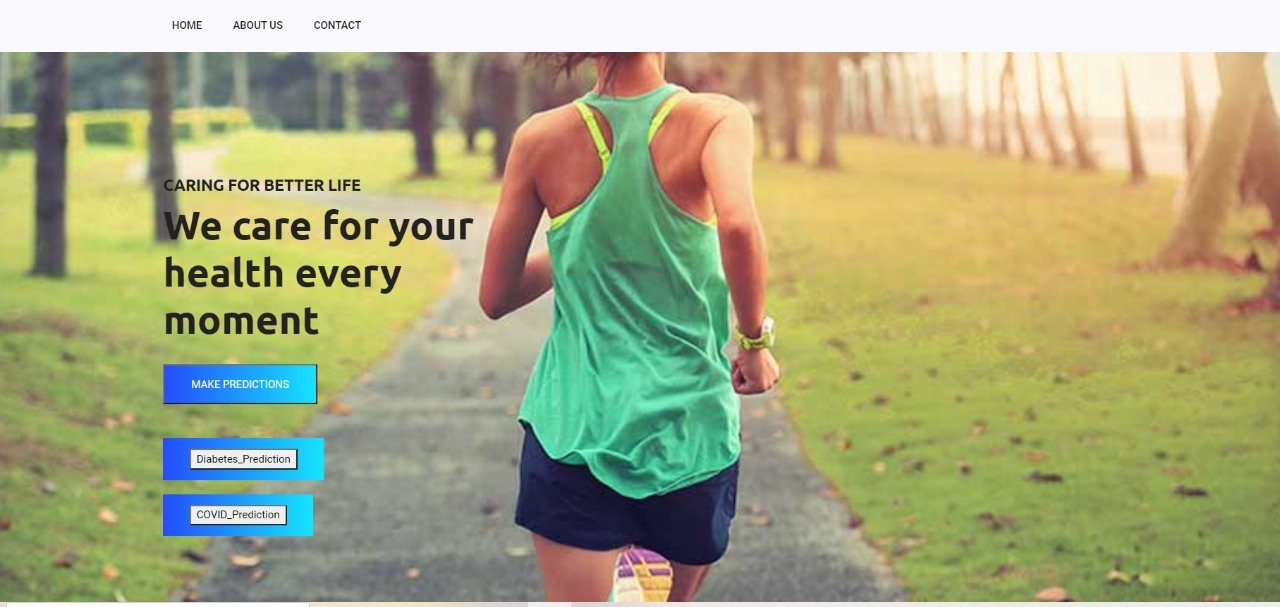 HOME ABOUT US CONTACT
CARING FOR BETTER LIFE
We care for your
health every
moment
MAKE PREDICTIONS
Diabetes_Prediction
COVID_Prediction